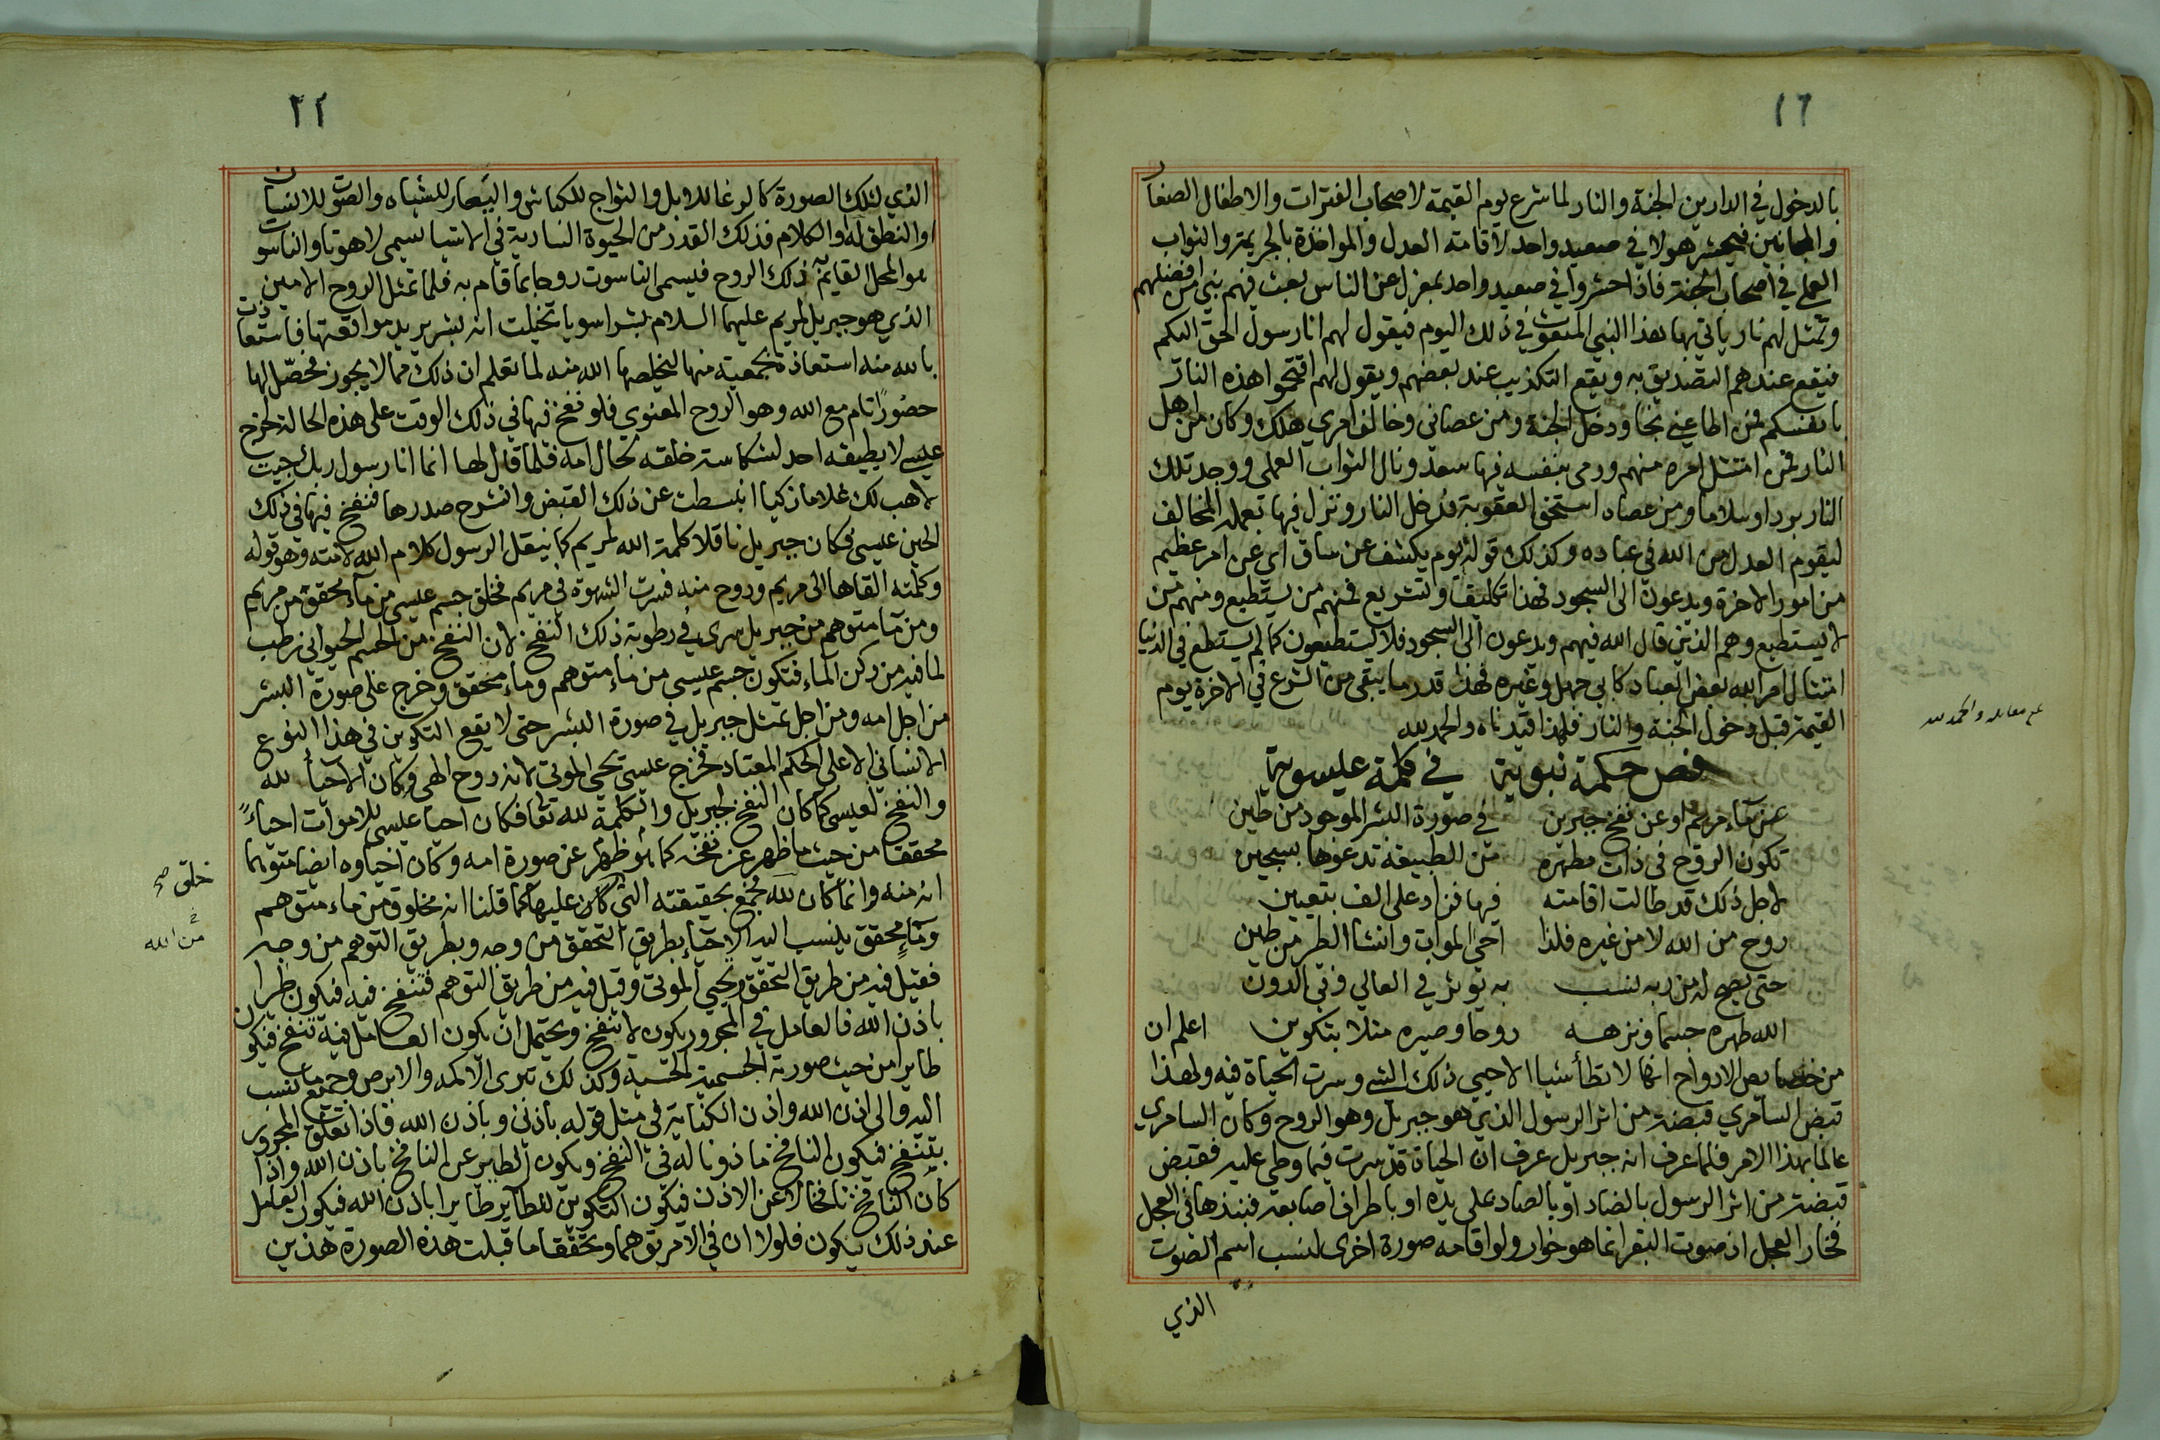 ١٦
بالدخول في الدارين الجنة والنار لما شرع يوم القيمة لاصحاب الفترات والاطفال الصغار
والمجانين فيحشر هولا في صعيد واحد لاقامته العدل والمواخذة بالجريمة والثواب
العملي في اصحاب الجنة فاذا حشروا في صعيد واحد بمعزل عن الناس بعث فيهم نبي من افضلهم
وتمثل لهم نار ياتي بها هذا النبي المبعوث في ذلك اليوم فيقول لهم انا رسول الحق اليكم
فيقع عندهم التصديق به ويقع التكذيب عند بعضهم ويقول لهم اقتحموا هذه النار
بانفسكم فمن اطاعني نجا ودخل الجنة ومن عصاني وخالف امري هلك وكان من اهل
النار فمن امتثل امره منهم ورمى بنفسه فيها سعد ونال الثواب العملي ووجد تلك
النار بردا وسلاما ومن عصاه استحق العقوبة فدخل النار ونزل فيها بعمله المخالف
ليقوم العدل من الله في عباده وكذلك قوله يوم يكشف عن ساق اي عن امر عظيم
من امور الاخرة ويدعون الى السجود فهذا تكليف وتشريع فمنهم من يستطيع ومنهم من
لا يستطيع وهم الذين قال الله فيهم ويدعون الى السجود فلا يستطيعون كما لم يستطع في الدنيا
امتثال امر الله بعض العباد كابي جهل وغيره فهذا قدر ما يبقى من الشرع في الاخرة يوم
القيمة قبل دخول الجنة والنار فلهذا قيدناه والحمد لله
فص حكمة نبوية في كلمة عليسوية
عن ماء مريم او عن نفخ جبرين في صورة البشر الموجود من طين
تكون الروح في ذات مطهرة من الطبيعة تدعوها بسجين
لاجل ذلك قد طالت اقامته فيها فزاد على الف بتعيين
روح من الله لا من غيره فلذا احيى الموات وانشا الطير من طين
حتى يصح له من ربه نسب به يوثر في العالي وفي الدون
الله طهره جسما ونزهه روحا وصيره مثلا بتكوين اعلم ان
من خصايص الارواح انها لا تطأ شيا الا حيي ذلك الشي وسرت الحياة فيه ولهذا
قبض السامري قبضة من اثر الرسول الذي هو جبريل وهو الروح وكان السامري
عالما بهذا الامر فلما عرف انه جبريل عرف ان الحياة قد سرت فيما وطي عليه فقبض
قبضة من اثر الرسول بالضاد او بالصاد على يده او باطراف اصابعه فنبذها في العجل
فخار العجل اذ صوت البقر انما هو خوار ولو اقامه صورة اخرى لنسب اسم الصوت
الذي
والحمد لله
٢٢
الذي لتلك الصورة كالرغا للابل والثواج للكباش واليعار للشياه والصوت للانسان
او النطق له او الكلام فذلك القدر من الحيوة السارية في الاشيا يسمى لاهوتا والناسوت
هو المحل القايم به ذلك الروح فيسمى الناسوت روحا بما قام به فلما تمثل الروح الامين
الذي هو جبريل لمريم عليهما السلام بشرا سويا تخيلت انه بشر يريد مواقعتها فاستعاذت
بالله منه استعاذة بجمعية منها ليخلصها الله منه لما تعلم ان ذلك مما لا يجوز فحصل لها
حضورا تام مع الله وهو الروح المعنوي فلو نفخ فيها في ذلك الوقت على هذه الحالة لخرج
عيسى لا يطيقه احد لشكاسة خلقه لحال امه فلما قال لها انما انا رسول ربك جيت
لاهب لك غلاما زكيا انبسطت عن ذلك القبض وانشرح صدرها فنفخ فيها في ذلك
الحين عيسى فكان جبريل ناقلا كلمة الله لمريم كما ينقل الرسول كلام الله لامته وهو قوله
وكلمته القاها الى مريم وروح منه فسرت الشهوة في مريم فخلق جسم عيسى من ماء محقق من مريم
ومن ماء متوهم من جبريل سرى في رطوبة ذلك النفخ لان النفخ من الجسم الحيواني رطب
لما فيه من ركن الماء فتكون جسم عيسى من ماء متوهم وماء محقق وخرج على صورة البشر
من اجل امه ومن اجل تمثل جبريل في صورة البشر حتى لا يقع التكوين في هذا النوع
الانساني الا على الحكم المعتاد فخرج عيسى يحي الموتى لانه روح الهي وكان الاحيا لله
والنفخ لعيسى كما كان النفخ لجبريل والكلمة لله تعا فكان احيا عيسى للاموات احياءً
محققا من حيث ما ظهر عن نفخه كما هو ظهر عن صورة امه وكان احياوه ايضا متوهما
انه منه وانما كان لله فجمع بحقيقته التي كان عليها كما قلنا انه مخلوق من ماء متوهم
وماءٍ محقق ينسب اليه الاحيا بطريق التحقق من وجه وبطريق التوهم من وجه
فقيل فيه من طريق التحقق ويحيي الموتى وقيل فيه من طريق التوهم فتنفخ فيه فيكون طيرا
باذن الله فالعامل في المجرور يكون لا تنفخ ويحتمل ان يكون العامل فيه تنفخ فيكون
طايرا من حيث صورته الجسمية الحسية وكذلك تبرى الاكمه والابرص وجميع ما ينسب
اليه والى اذن الله واذن الكناية في مثل قوله باذني وباذن الله فاذا تعلق المجرور
بتنفخ فيكون النافخ ماذونا له في النفخ ويكون الطاير عن النافخ باذن الله واذا
كان النافخ نافخا لا عن الاذن فيكون التكوين للطاير طايرا باذن الله فيكون العامل
عند ذلك يكون فلولا ان في الامر توهما وتحققا ما قبلت هذه الصورة هذين
خلق صح
من الله